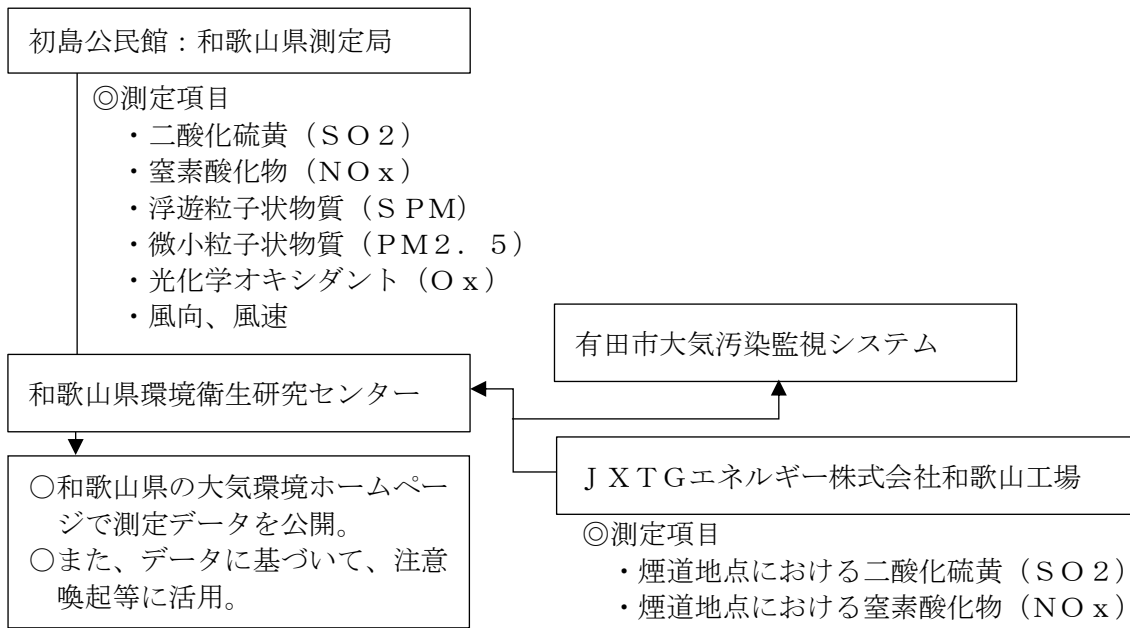 初島公民館：和歌山県測定局
◎測定項目
・二酸化硫黄（ＳＯ２）
・窒素酸化物（ＮＯｘ）
・浮遊粒子状物質（ＳＰＭ）
・微小粒子状物質（ＰＭ２．５）
・光化学オキシダント（Ｏｘ）
・風向、風速
有田市大気汚染監視システム
和歌山県環境衛生研究センター
○和歌山県の大気環境ホームペー
ジで測定データを公開。
○また、データに基づいて、注意
喚起等に活用。
ＪＸＴＧエネルギー株式会社和歌山工場
◎測定項目
・煙道地点における二酸化硫黄（ＳＯ２）
・煙道地点における窒素酸化物（ＮＯｘ）